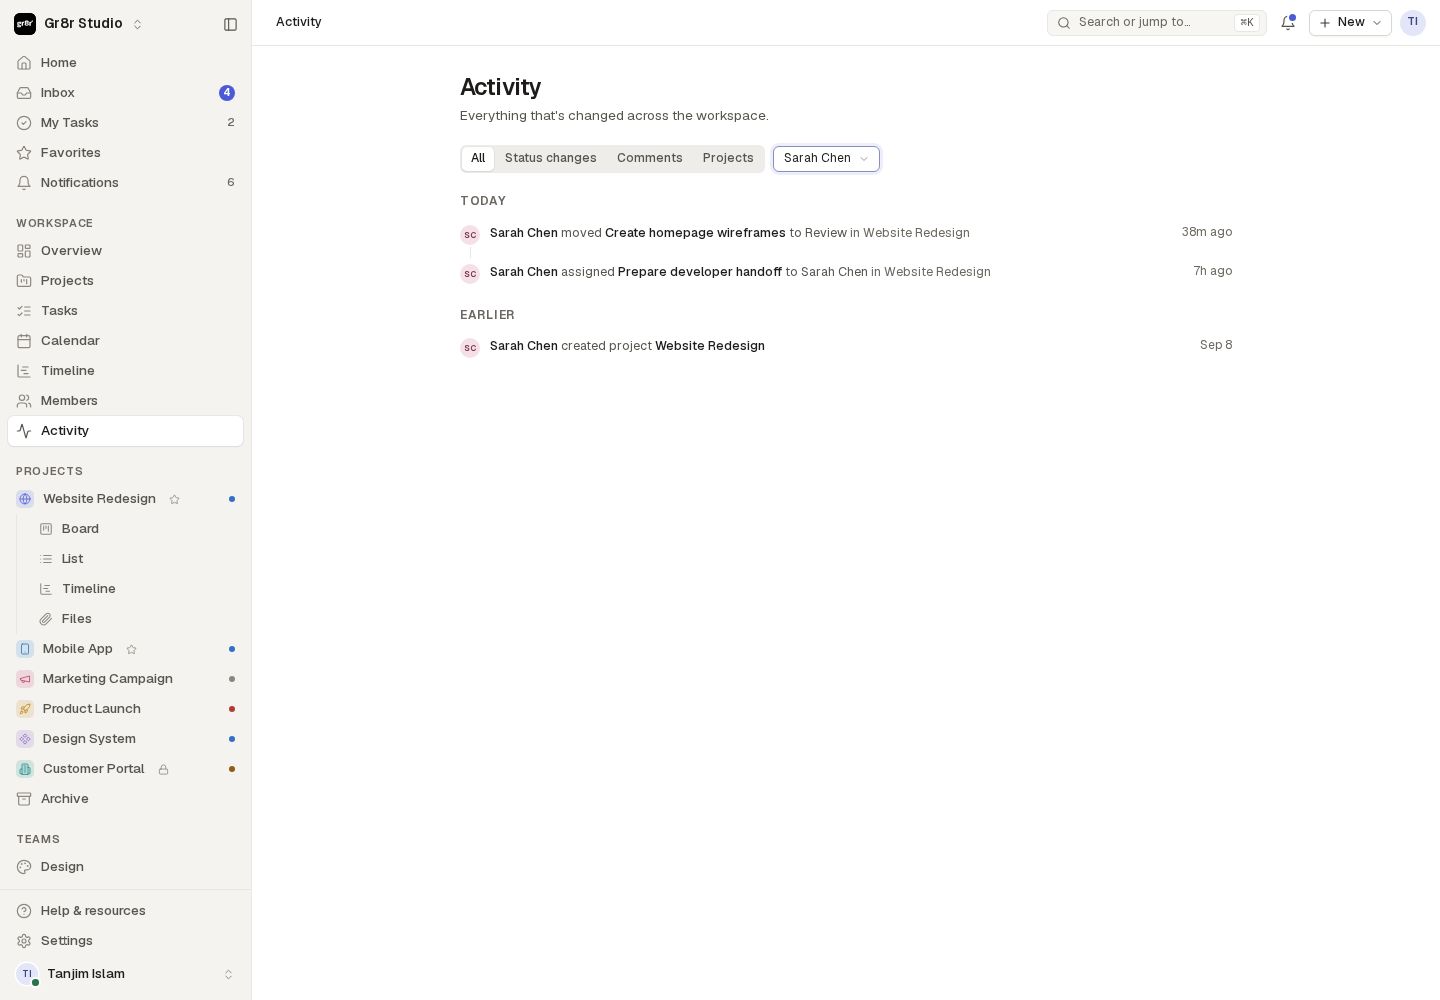 gr8r
Gr8r Studio
Home
Inbox 4
My Tasks 2
Favorites
Notifications 6
WORKSPACE
Overview
Projects
Tasks
Calendar
Timeline
Members
Activity
PROJECTS
Website Redesign
Board
List
Timeline
Files
Mobile App
Marketing Campaign
Product Launch
Design System
Customer Portal
Archive
TEAMS
Design
Help & resources
Settings
TI Tanjim Islam
Activity
Search or jump to... ⌘K
New
TI
Activity
Everything that's changed across the workspace.
All Status changes Comments Projects Sarah Chen
TODAY
SC Sarah Chen moved Create homepage wireframes to Review in Website Redesign 38m ago
SC Sarah Chen assigned Prepare developer handoff to Sarah Chen in Website Redesign 7h ago
EARLIER
SC Sarah Chen created project Website Redesign Sep 8